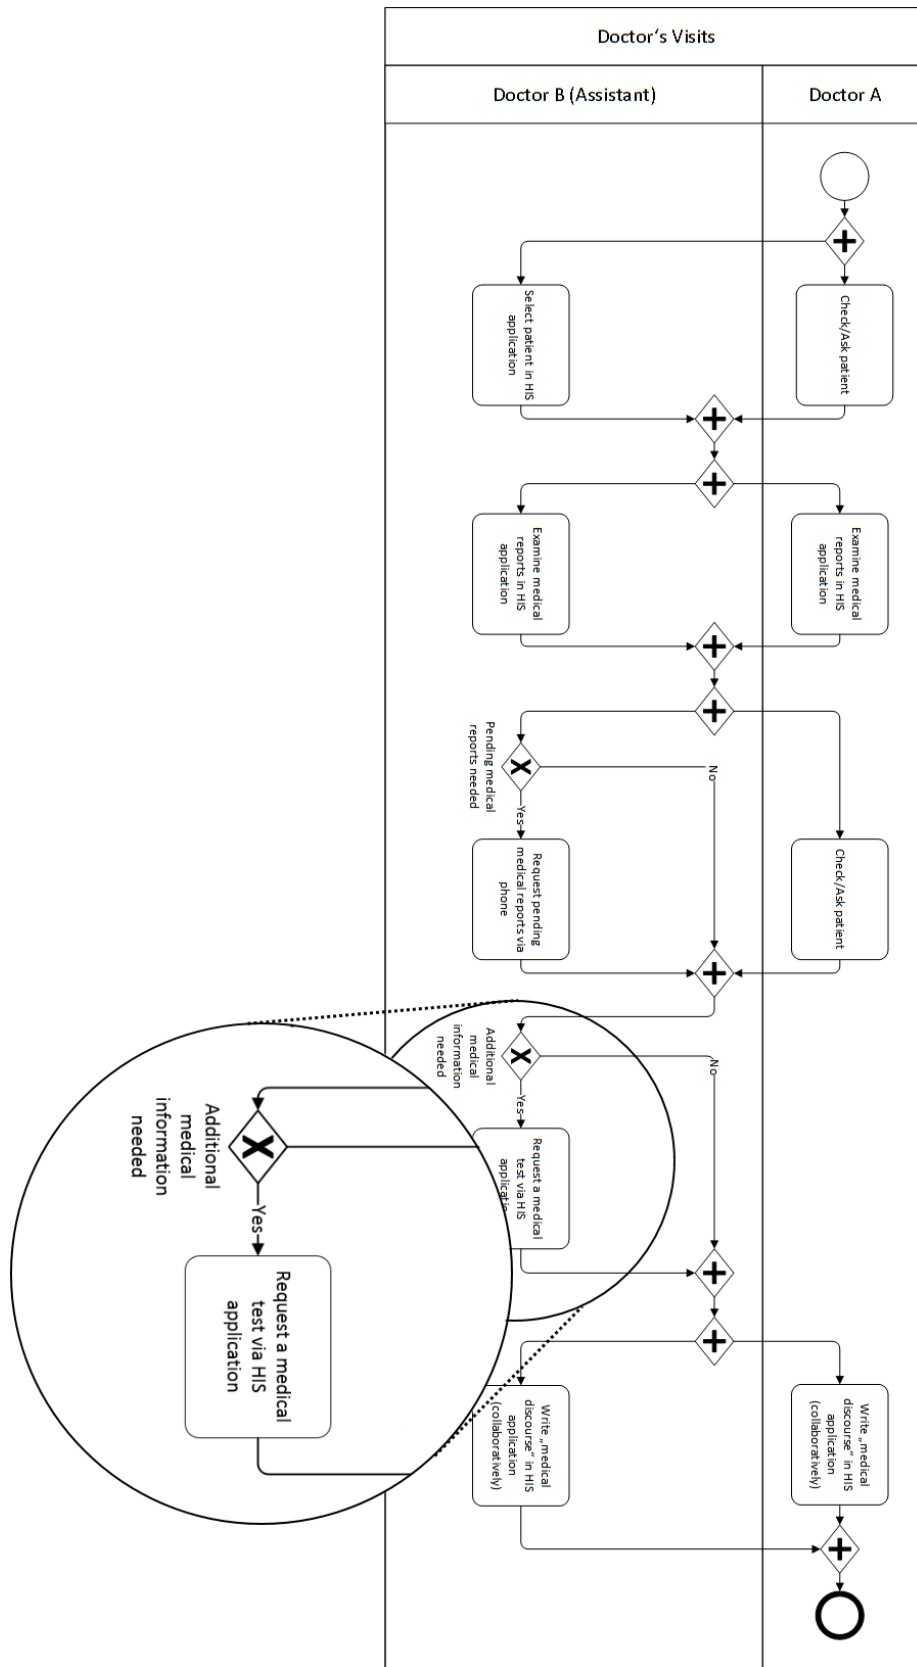 Doctor's Visits
Doctor B (Assistant)
Doctor A
Select patient in HIS
application
Check/Ask patient
Examine medical
reports in HIS
application
Examine medical
reports in HIS
application
Pending medical
reports needed
No
Yes
Request pending
medical reports via
phone
Check/Ask patient
Additional
medical
information
needed
No
Yes
Request a medical
test via HIS
Additional
medical
information
needed
Yes
Request a medical
test via HIS
application
Write „medical
discourse“ in HIS
application
(collaboratively)
Write „medical
discourse“ in HIS
application
(collaboratively)